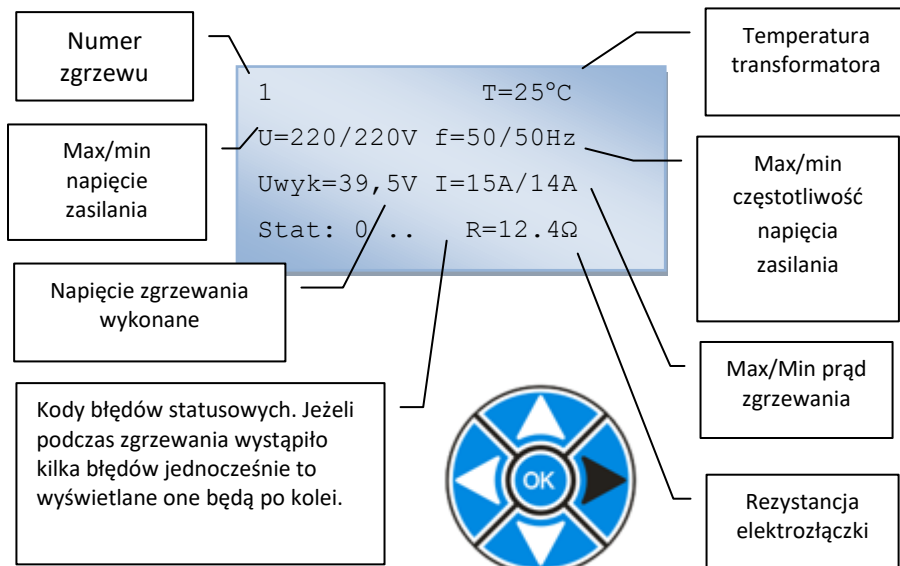 Numer
zgrzewu
Temperatura
transformatora
1 T=25°C
U=220/220V f=50/50Hz
Uwyk=39,5V I=15A/14A
Stat: 0 .. R=12.4Ω
Max/min
napięcie
zasilania
Max/min
częstotliwość
napięcia
zasilania
Napięcie zgrzewania
wykonane
Max/Min prąd
zgrzewania
Kody błędów statusowych. Jeżeli
podczas zgrzewania wystąpiło
kilka błędów jednocześnie to
wyświetlane one będą po kolei.
OK
Rezystancja
elektrozłączki